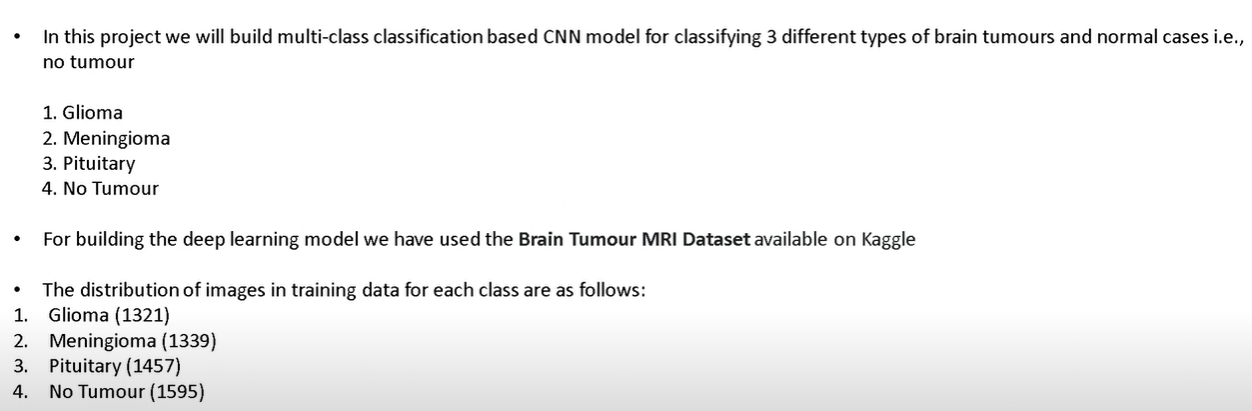 • In this project we will build multi-class classification based CNN model for classifying 3 different types of brain tumours and normal cases i.e.,
no tumour
1. Glioma
2. Meningioma
3. Pituitary
4. No Tumour
• For building the deep learning model we have used the Brain Tumour MRI Dataset available on Kaggle
• The distribution of images in training data for each class are as follows:
1. Glioma (1321)
2. Meningioma (1339)
3. Pituitary (1457)
4. No Tumour (1595)